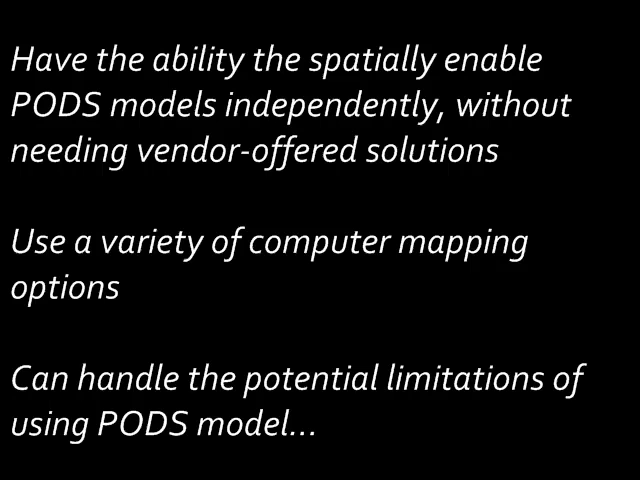 Have the ability the spatially enable
PODS models independently, without
needing vendor-offered solutions
Use a variety of computer mapping
options
Can handle the potential limitations of
using PODS model...